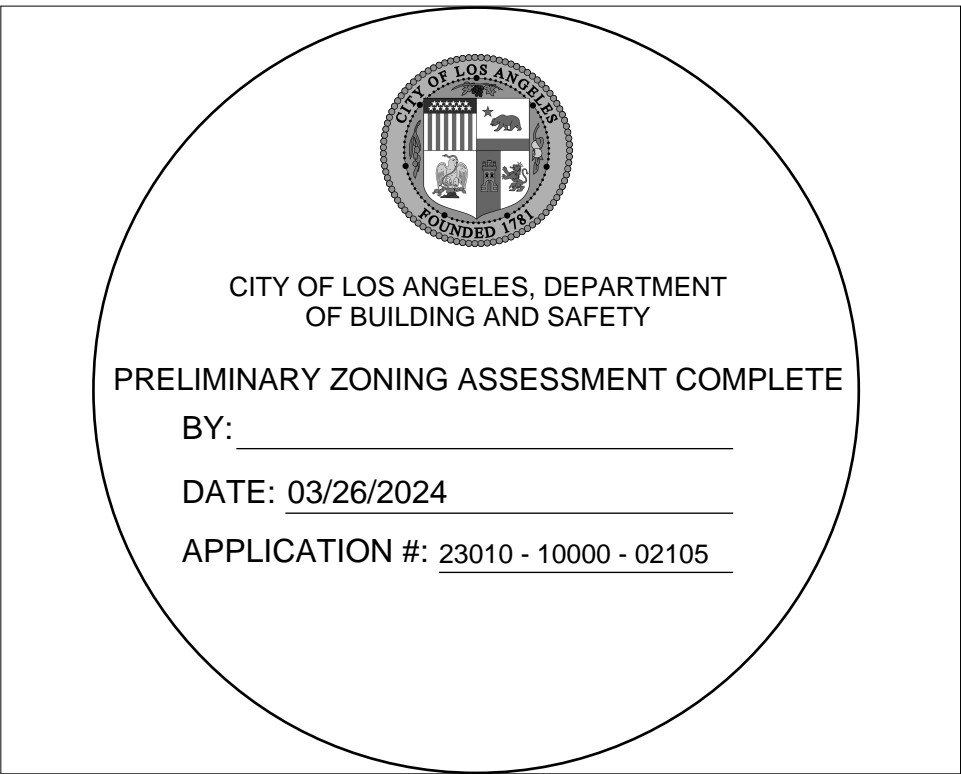 CITY OF LOS ANGELES
FOUNDED 1781
CITY OF LOS ANGELES, DEPARTMENT
OF BUILDING AND SAFETY
PRELIMINARY ZONING ASSESSMENT COMPLETE
BY:
DATE: 03/26/2024
APPLICATION #: 23010 - 10000 - 02105